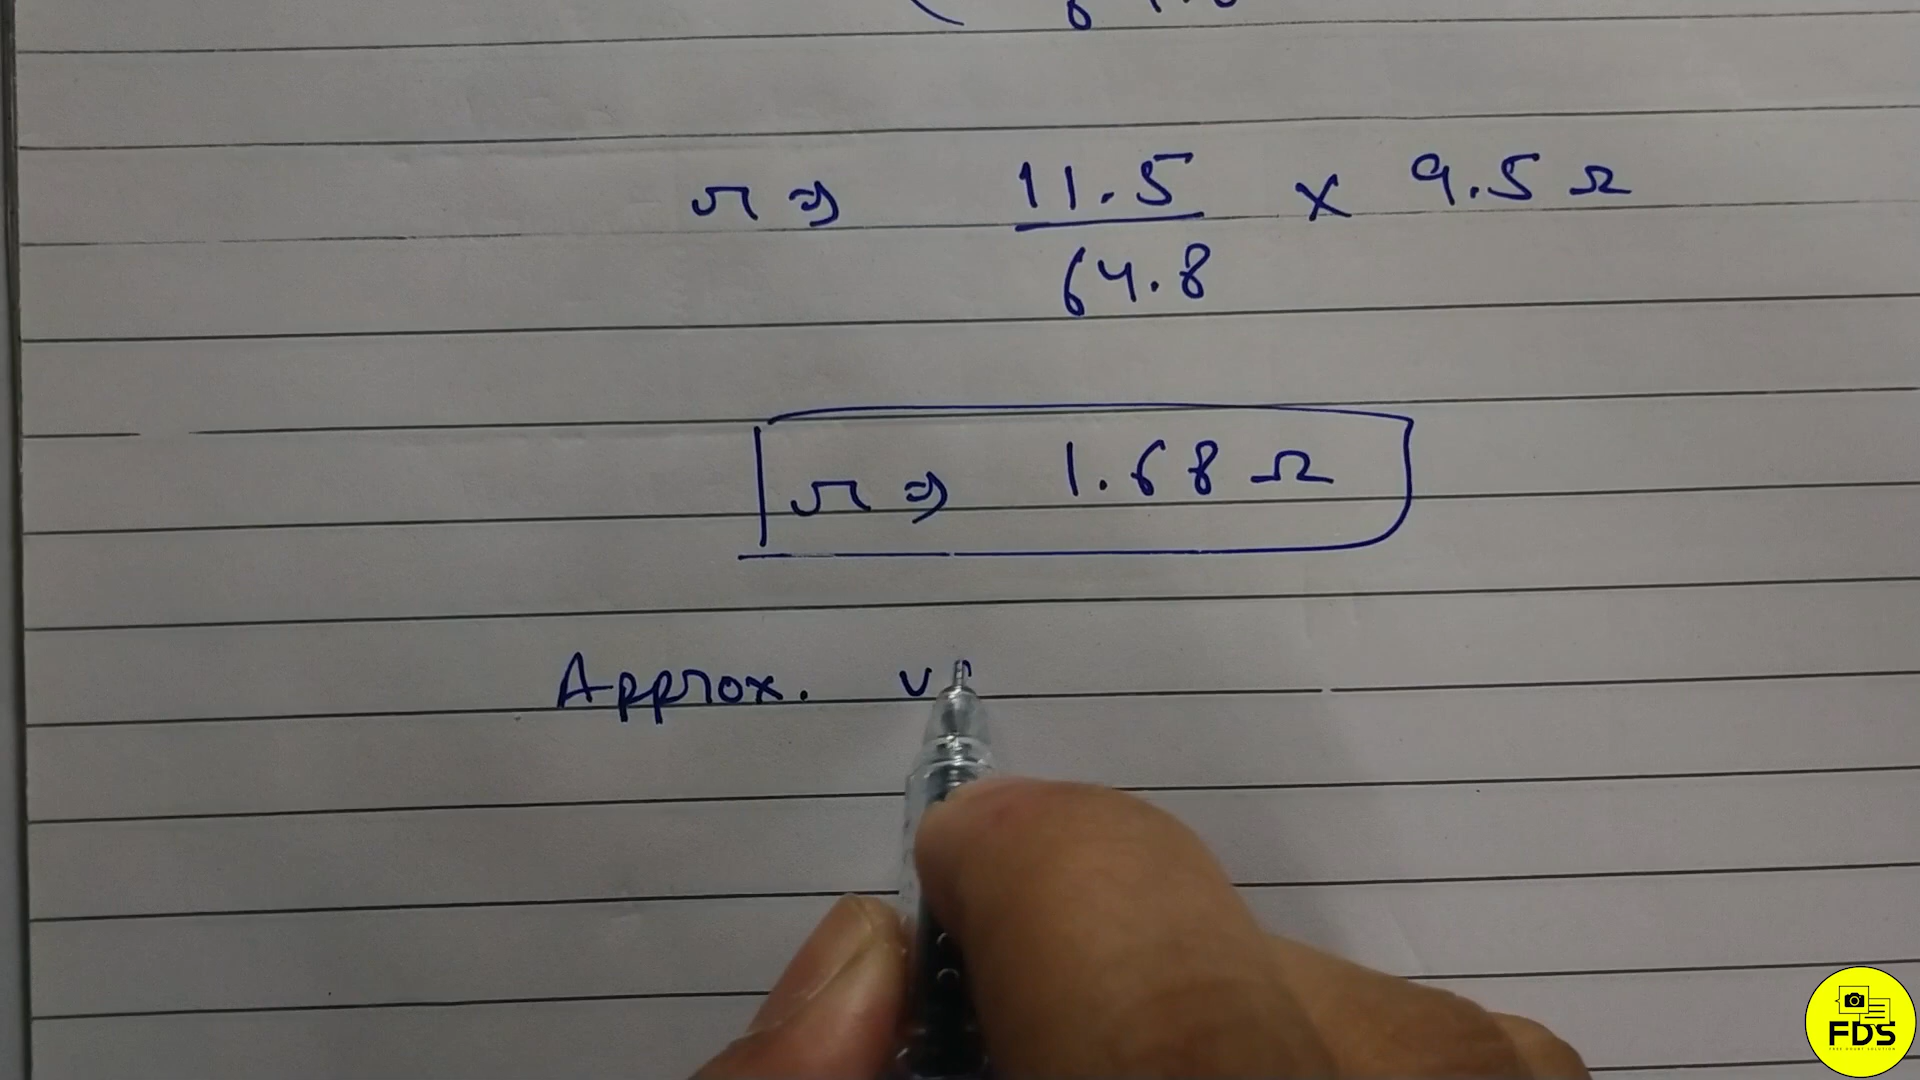 r ⇒ 11.5 / 64.8 × 9.5 Ω
r ⇒ 1.68 Ω
Approx.
FDS